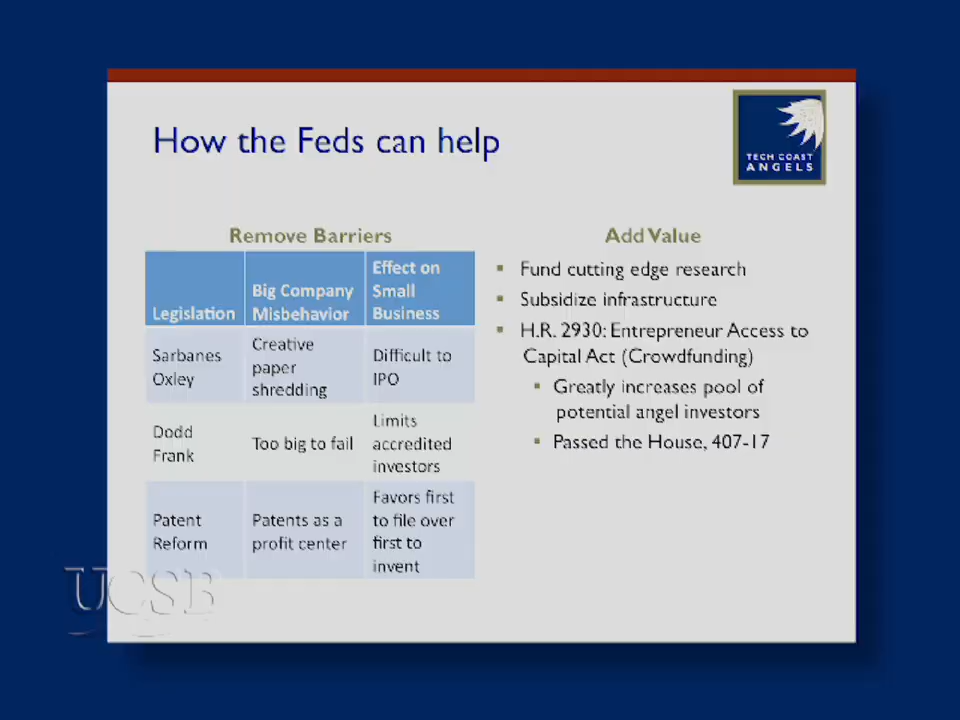 How the Feds can help
TECH COAST
ANGELS
Remove Barriers
Legislation
Big Company
Misbehavior
Effect on
Small
Business
Sarbanes
Oxley
Creative
paper
shredding
Difficult to
IPO
Dodd
Frank
Too big to fail
Limits
accredited
investors
Patent
Reform
Patents as a
profit center
Favors first
to file over
first to
invent
Add Value
▪ Fund cutting edge research
▪ Subsidize infrastructure
▪ H.R. 2930: Entrepreneur Access to
Capital Act (Crowdfunding)
▪ Greatly increases pool of
potential angel investors
▪ Passed the House, 407-17
UCSB